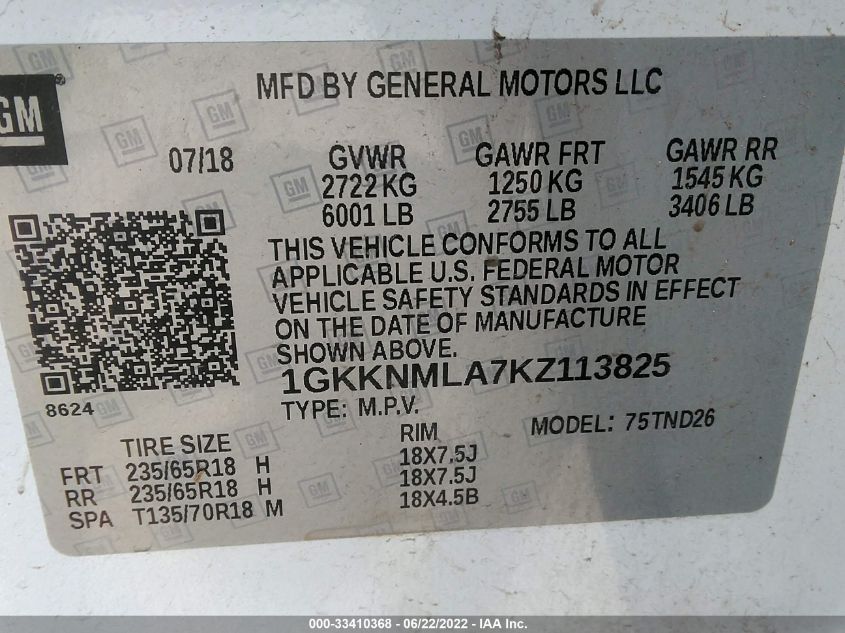 GM
MFD BY GENERAL MOTORS LLC
07/18 GVWR GAWR FRT GAWR RR
2722 KG 1250 KG 1545 KG
6001 LB 2755 LB 3406 LB
THIS VEHICLE CONFORMS TO ALL
APPLICABLE U.S. FEDERAL MOTOR
VEHICLE SAFETY STANDARDS IN EFFECT
ON THE DATE OF MANUFACTURE
SHOWN ABOVE.
1GKKNMLA7KZ113825
8624
TYPE: M.P.V. MODEL: 75TND26
TIRE SIZE RIM
FRT 235/65R18 H 18X7.5J
RR 235/65R18 H 18X7.5J
SPA T135/70R18 M 18X4.5B
000-33410368 - 06/22/2022 - IAAI.com